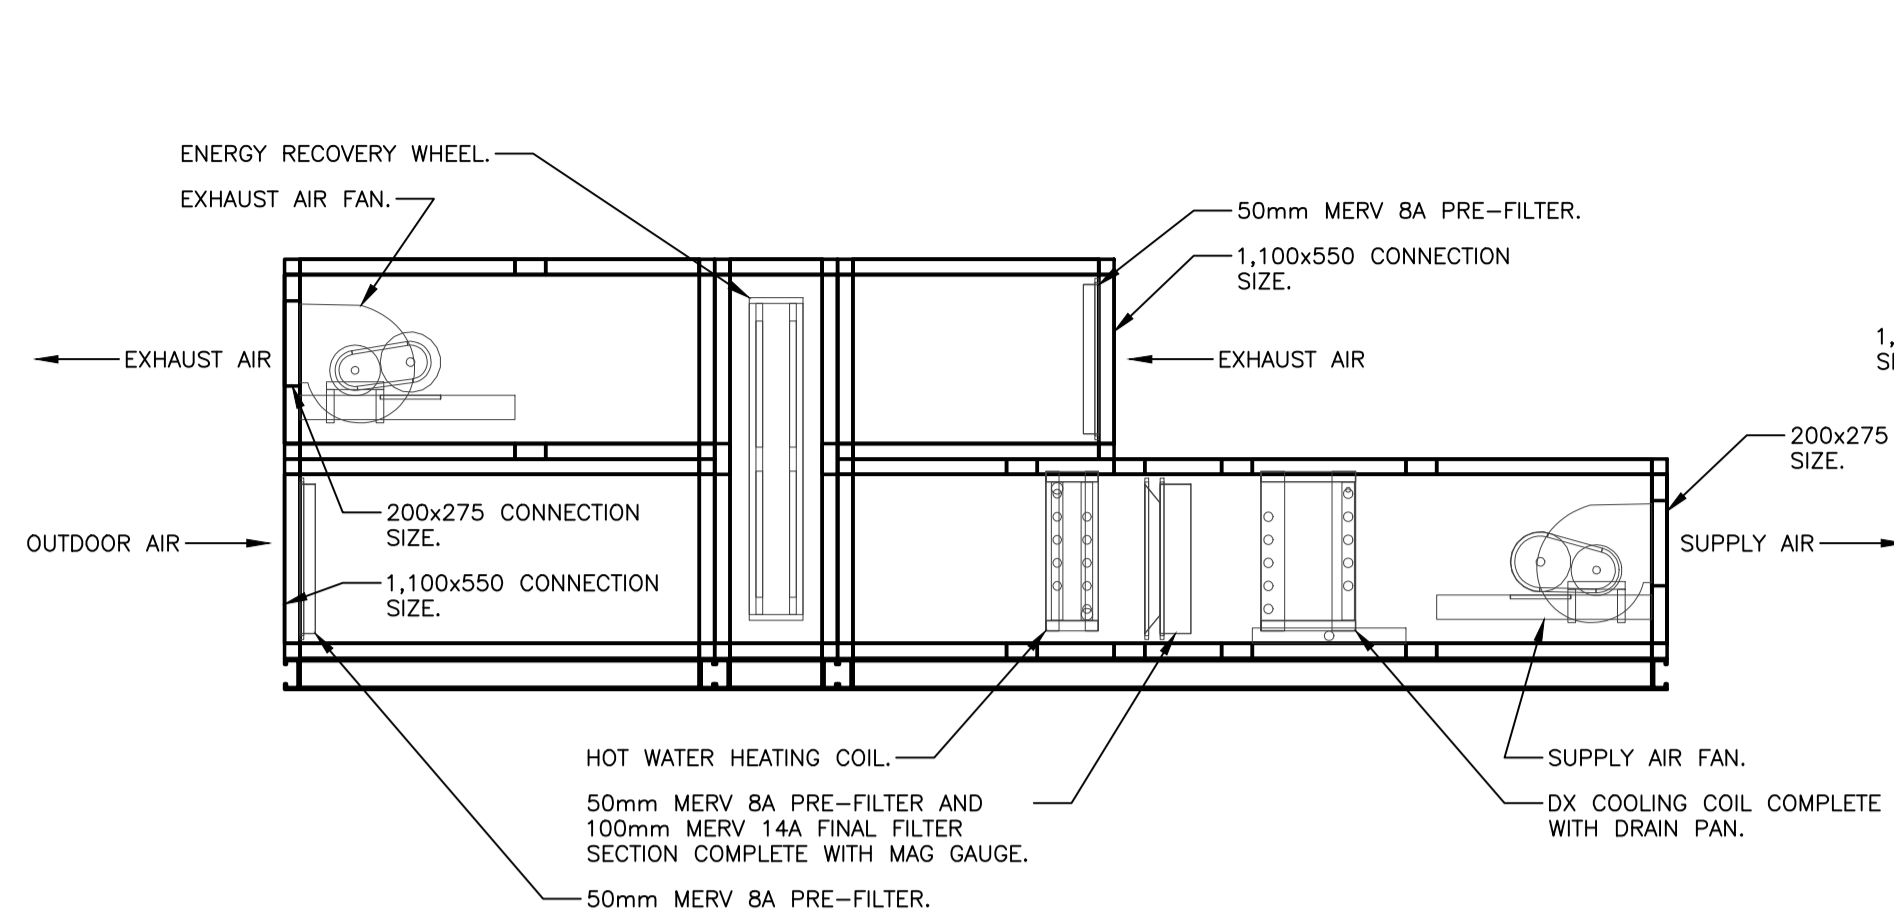 ENERGY RECOVERY WHEEL.
EXHAUST AIR FAN.
50mm MERV 8A PRE-FILTER.
1,100x550 CONNECTION
SIZE.
EXHAUST AIR
EXHAUST AIR
1,
200x275
SIZE.
200x275 CONNECTION
SIZE.
OUTDOOR AIR
SUPPLY AIR
1,100x550 CONNECTION
SIZE.
HOT WATER HEATING COIL.
SUPPLY AIR FAN.
50mm MERV 8A PRE-FILTER AND
100mm MERV 14A FINAL FILTER
SECTION COMPLETE WITH MAG GAUGE.
DX COOLING COIL COMPLETE
WITH DRAIN PAN.
50mm MERV 8A PRE-FILTER.